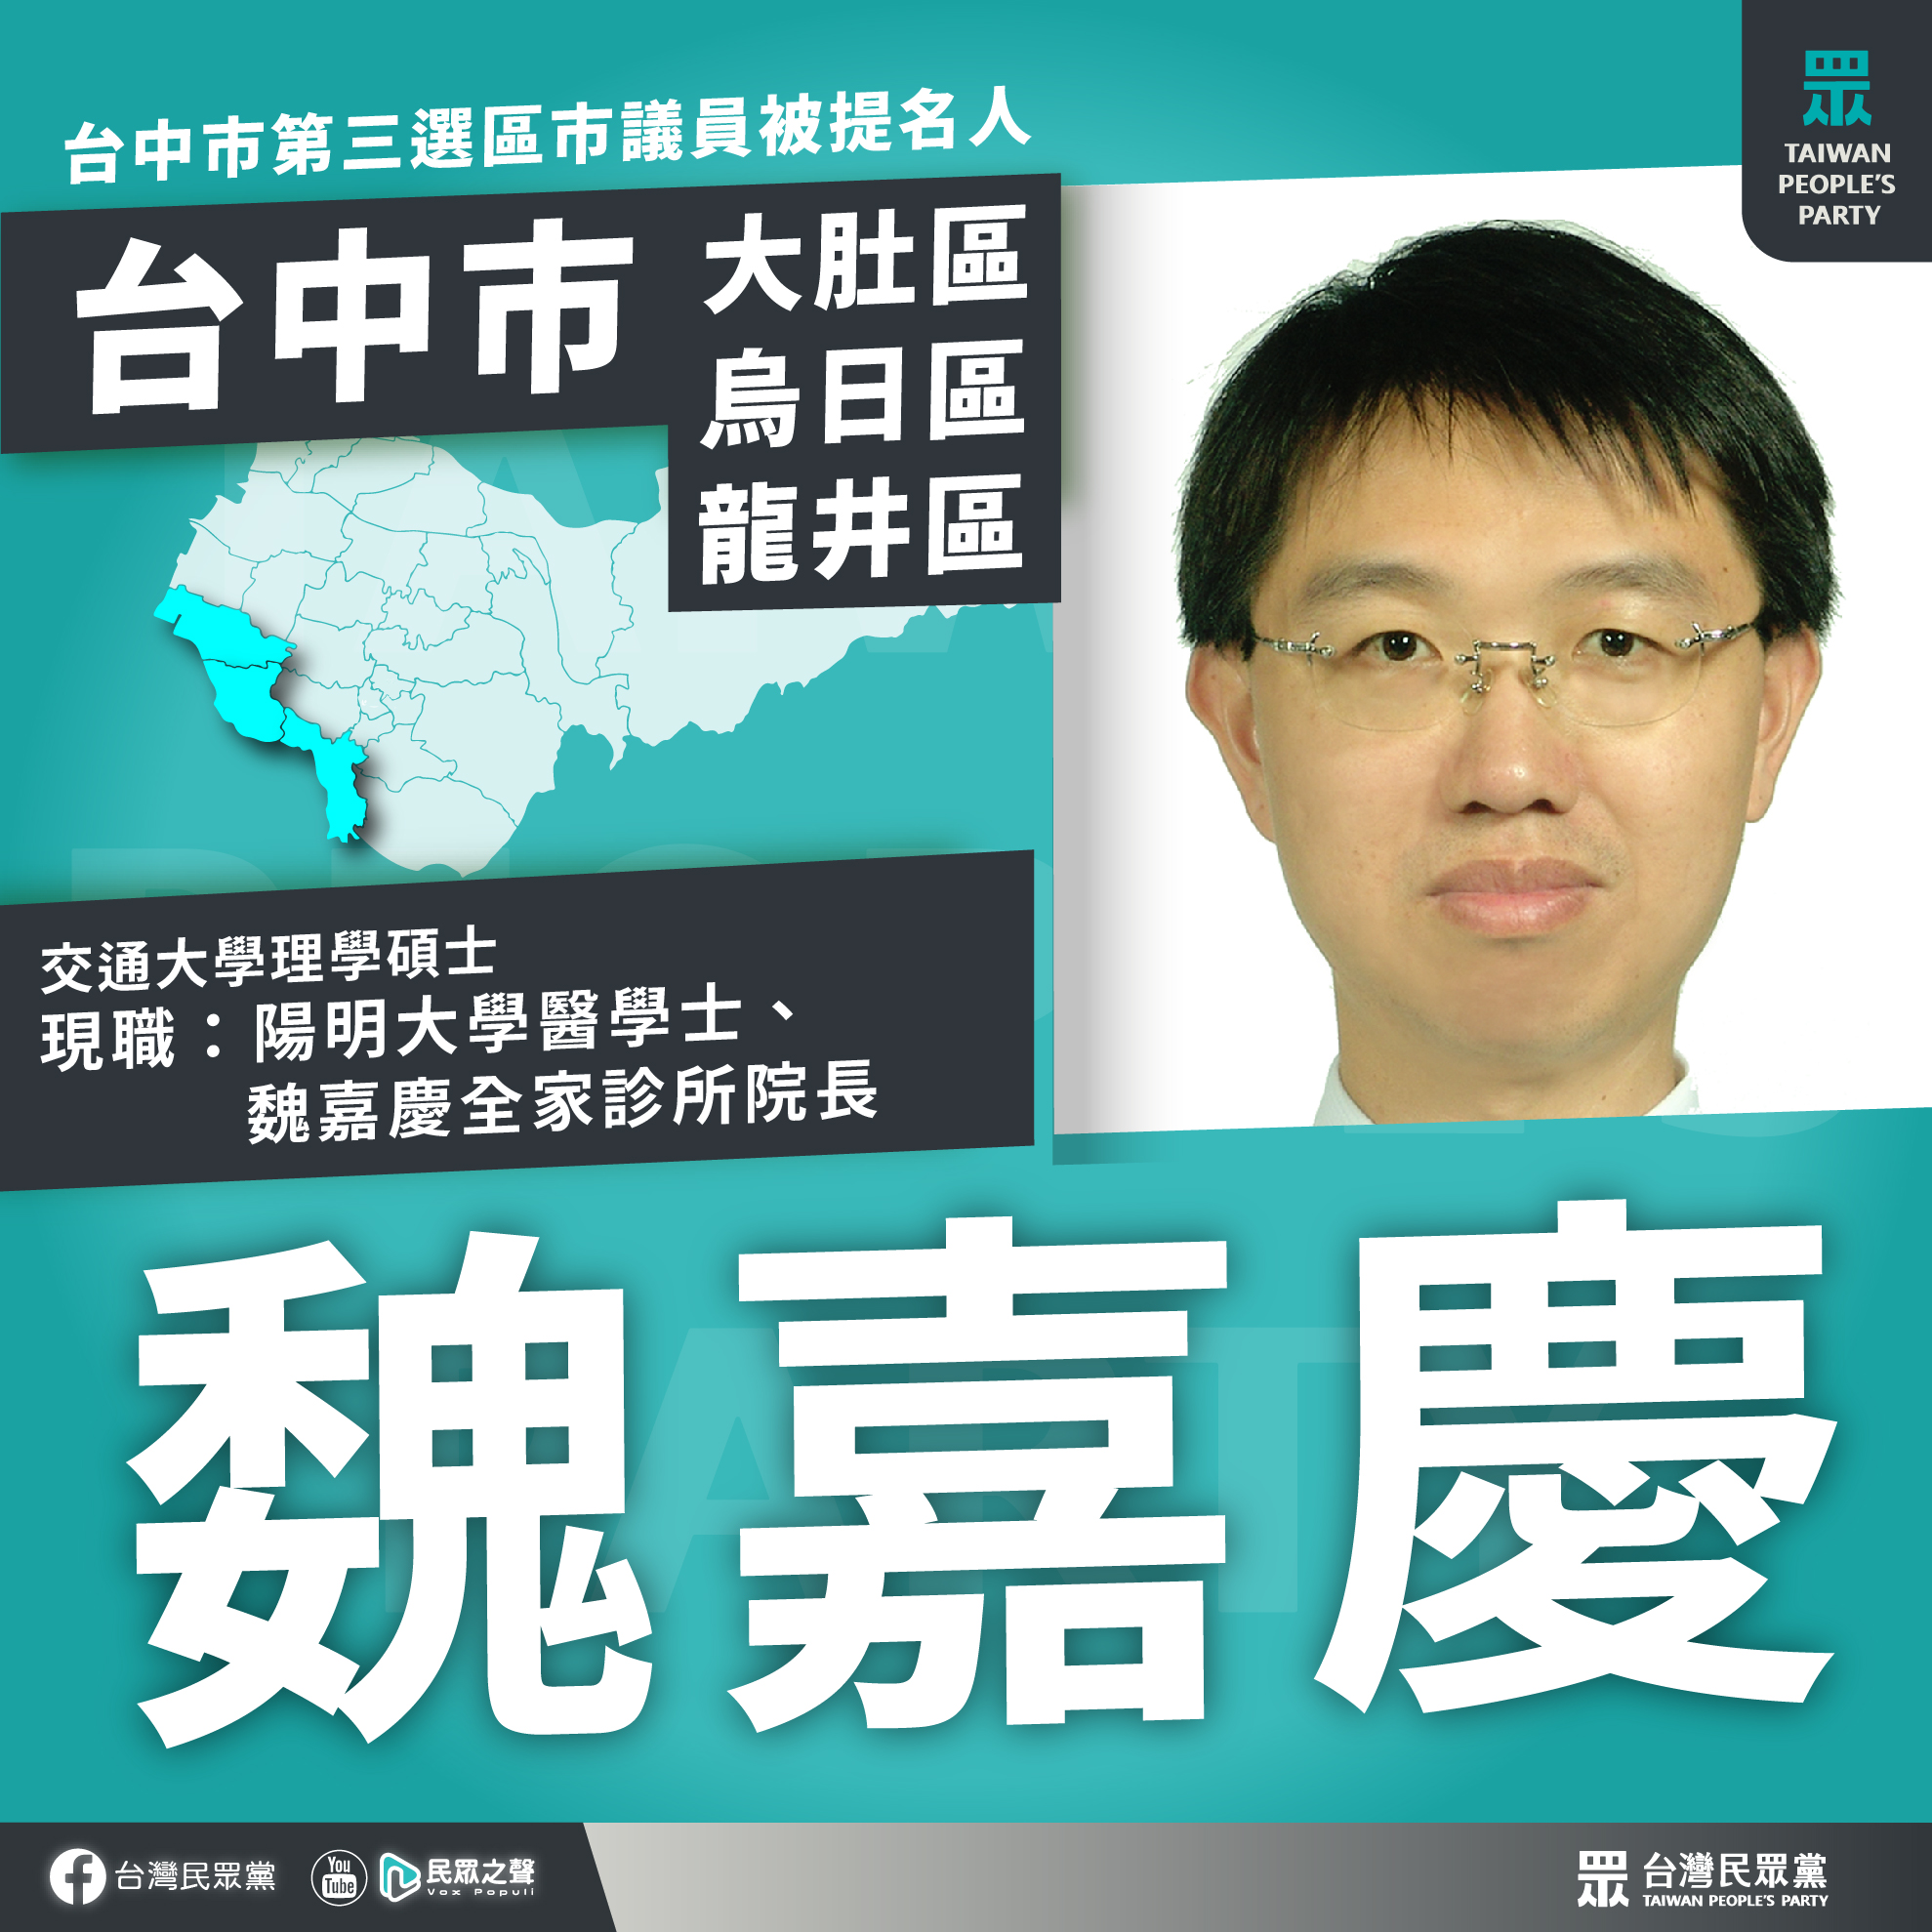 台中市第三選區市議員被提名人
眾
TAIWAN
PEOPLE'S
PARTY
台中市
大肚區
烏日區
龍井區
交通大學理學碩士
現職：陽明大學醫學士、
魏嘉慶全家診所院長
魏嘉慶
台灣民眾黨
You
Tube
民眾之聲
Vox Populi
眾
台灣民眾黨
TAIWAN PEOPLE'S PARTY